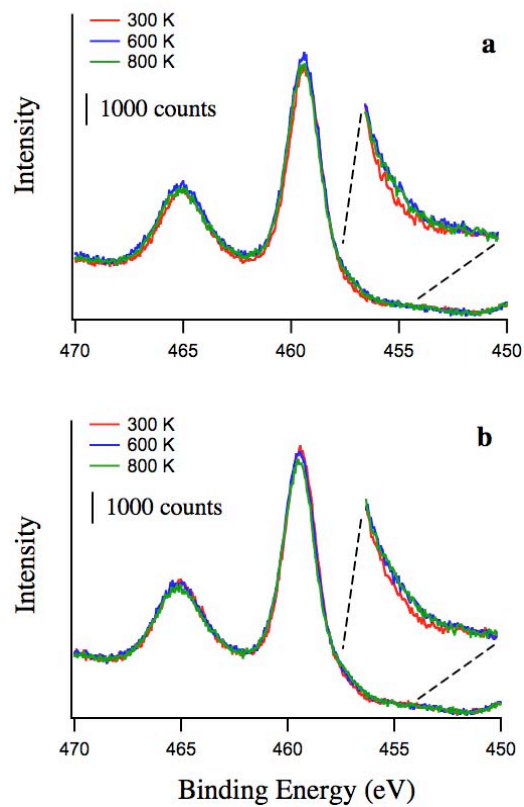 300 K
600 K
800 K
a
1000 counts
Intensity
470 465 460 455 450
300 K
600 K
800 K
b
1000 counts
Intensity
470 465 460 455 450
Binding Energy (eV)